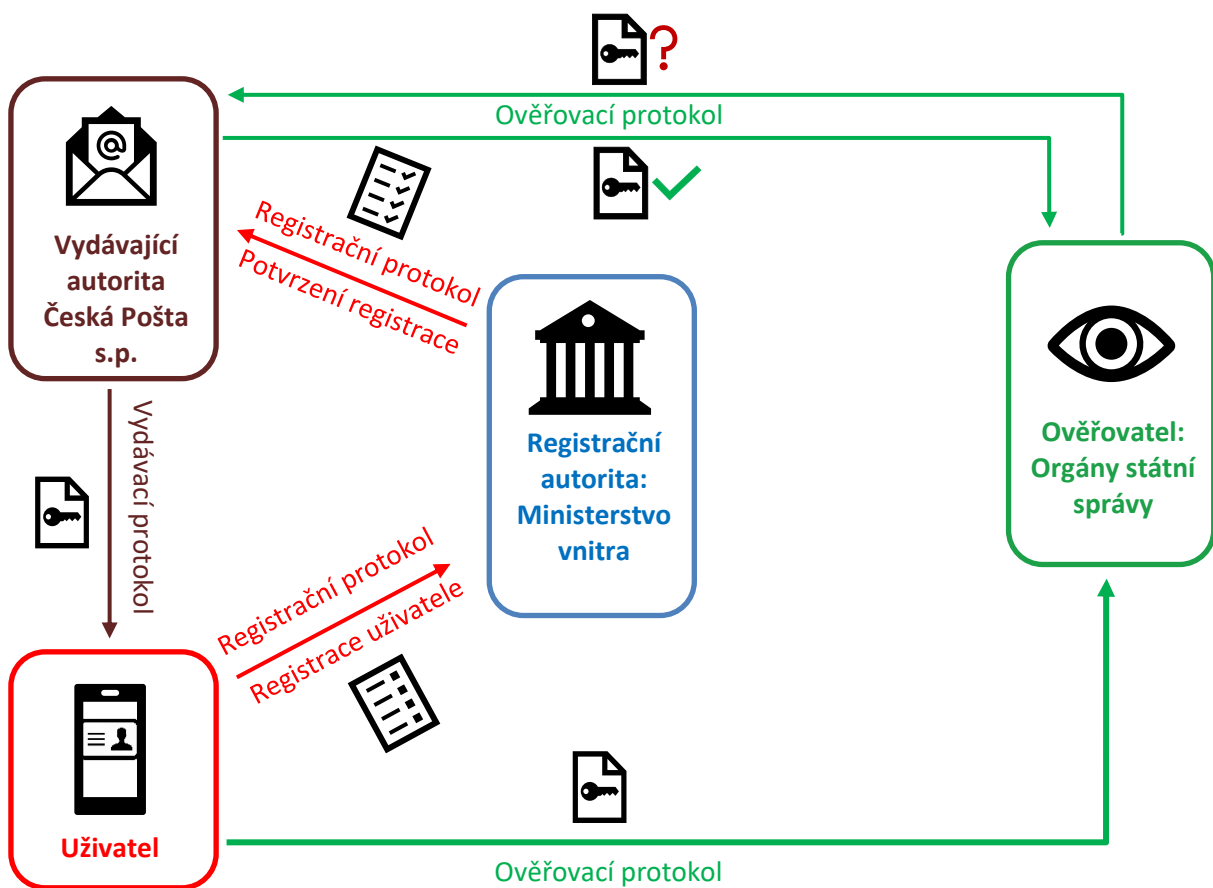 Ověřovací protokol
Vydávající
autorita
Česká Pošta
s.p.
Registrační protokol
Potvrzení registrace
Registrační
autorita:
Ministerstvo
vnitra
Ověřovatel:
Orgány státní
správy
Vydávací protokol
Registrační protokol
Registrace uživatele
Uživatel
Ověřovací protokol